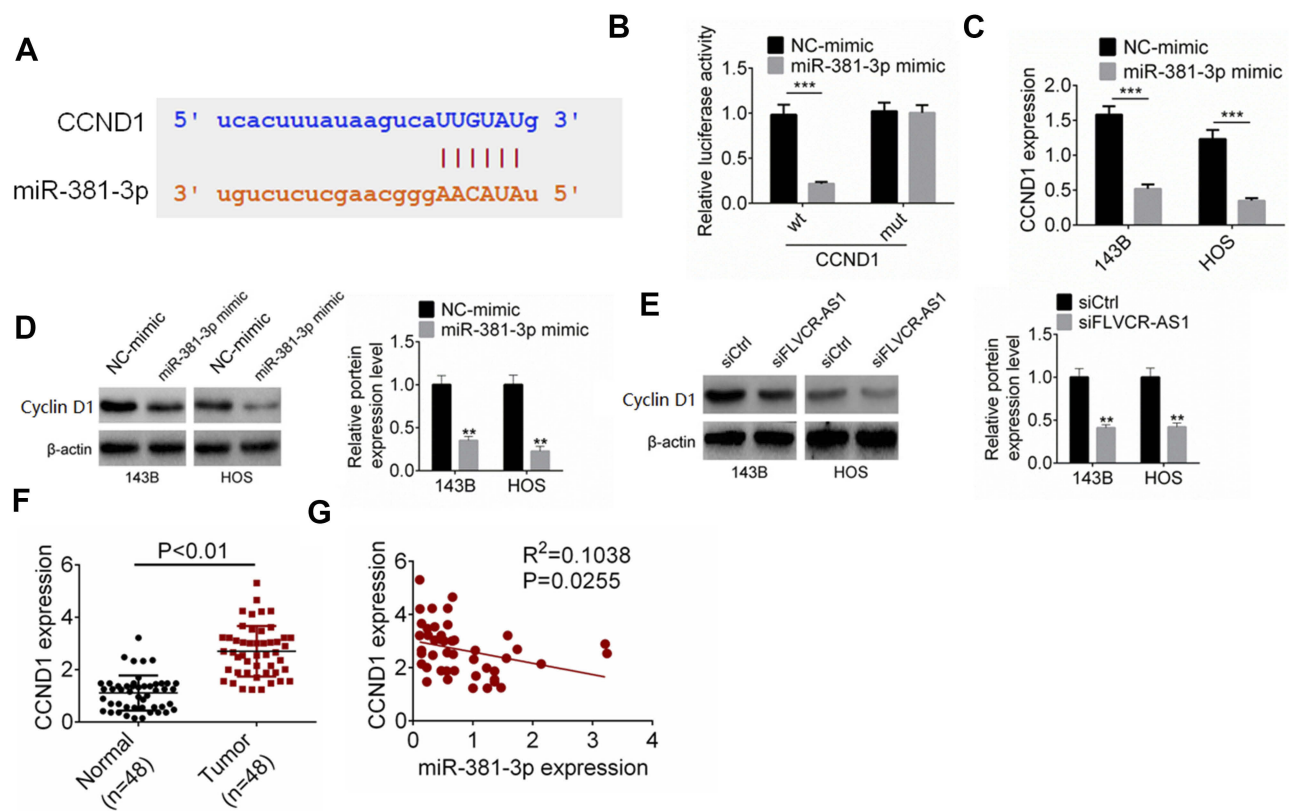 A
CCND1 5' ucacuuuauaagucaUUGUAUg 3'
miR-381-3p 3' ugucucucgaacgggAACAUAu 5'
B
NC-mimic
miR-381-3p mimic
Relative luciferase activity
1.5
1.0
0.5
0.0
***
wt mut
CCND1
C
NC-mimic
miR-381-3p mimic
CCND1 expression
2.0
1.5
1.0
0.5
0.0
*** ***
143B HOS
D
NC-mimic miR-381-3p mimic NC-mimic miR-381-3p mimic
Cyclin D1
β-actin
143B HOS
NC-mimic
miR-381-3p mimic
Relative portein
expression level
1.5
1.0
0.5
0.0
** **
143B HOS
E
siCtrl siFLVCR-AS1 siCtrl siFLVCR-AS1
Cyclin D1
β-actin
143B HOS
siCtrl
siFLVCR-AS1
Relative portein
expression level
1.5
1.0
0.5
0.0
** **
143B HOS
F
P<0.01
CCND1 expression
6
4
2
0
Normal
(n=48)
Tumor
(n=48)
G
R²=0.1038
P=0.0255
CCND1 expression
6
5
4
3
2
1
0
0 1 2 3 4
miR-381-3p expression